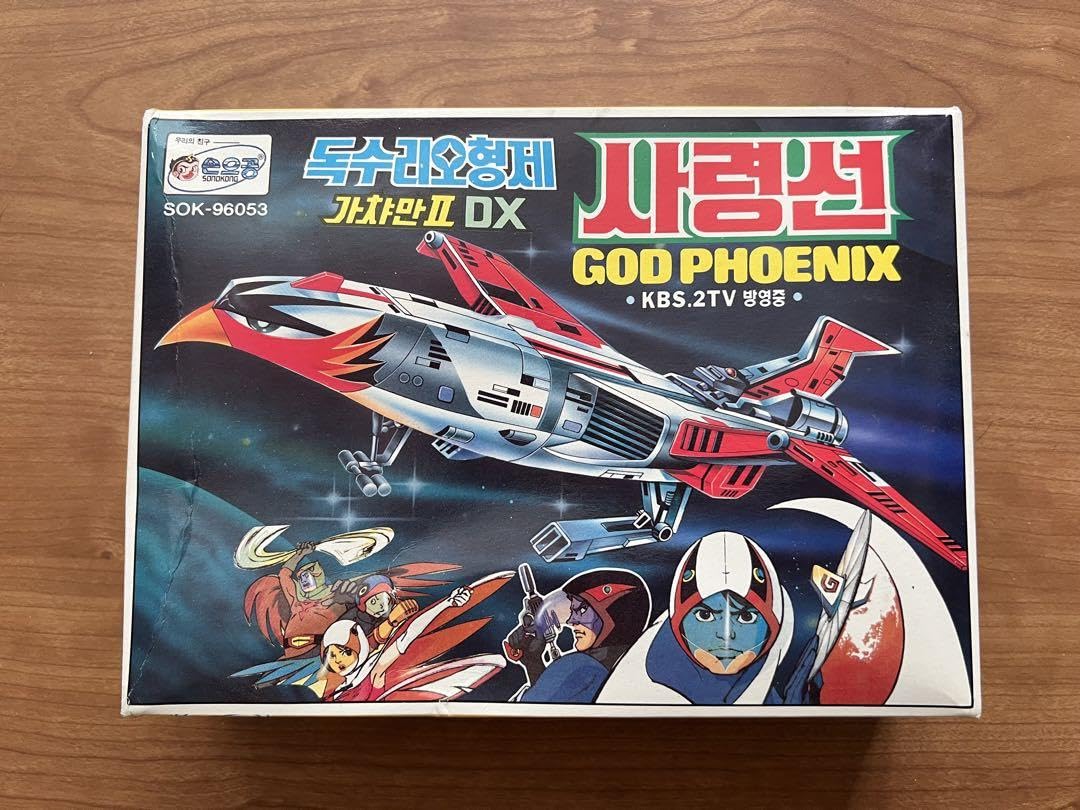 우리의 친구
손오공®
SONOKONG
SOK-96053
독수리오형제
가챠만Ⅱ DX
사령선
GOD PHOENIX
• KBS.2TV 방영중 •
G